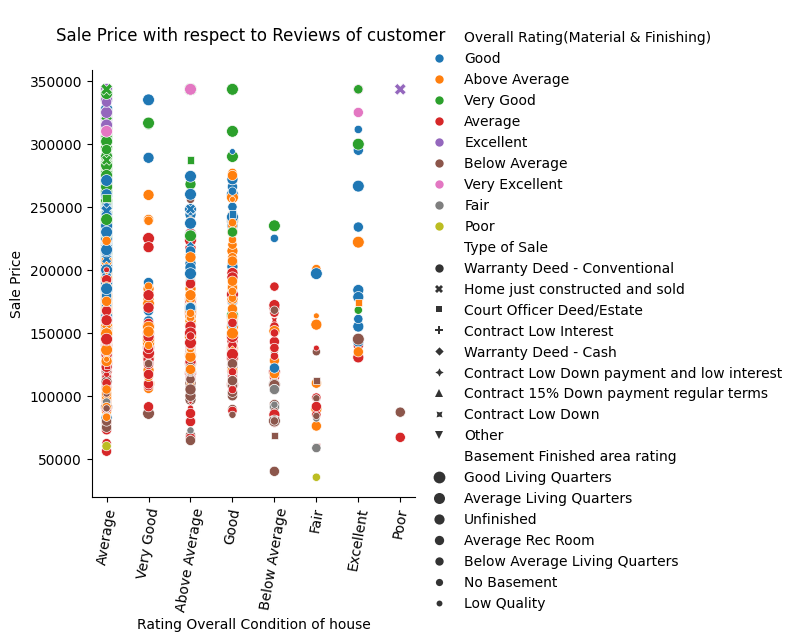 Sale Price with respect to Reviews of customer
Sale Price
350000
300000
250000
200000
150000
100000
50000
Average
Very Good
Above Average
Good
Below Average
Fair
Excellent
Poor
Rating Overall Condition of house
Overall Rating(Material & Finishing)
Good
Above Average
Very Good
Average
Excellent
Below Average
Very Excellent
Fair
Poor
Type of Sale
Warranty Deed - Conventional
Home just constructed and sold
Court Officer Deed/Estate
Contract Low Interest
Warranty Deed - Cash
Contract Low Down payment and low interest
Contract 15% Down payment regular terms
Contract Low Down
Other
Basement Finished area rating
Good Living Quarters
Average Living Quarters
Unfinished
Average Rec Room
Below Average Living Quarters
No Basement
Low Quality